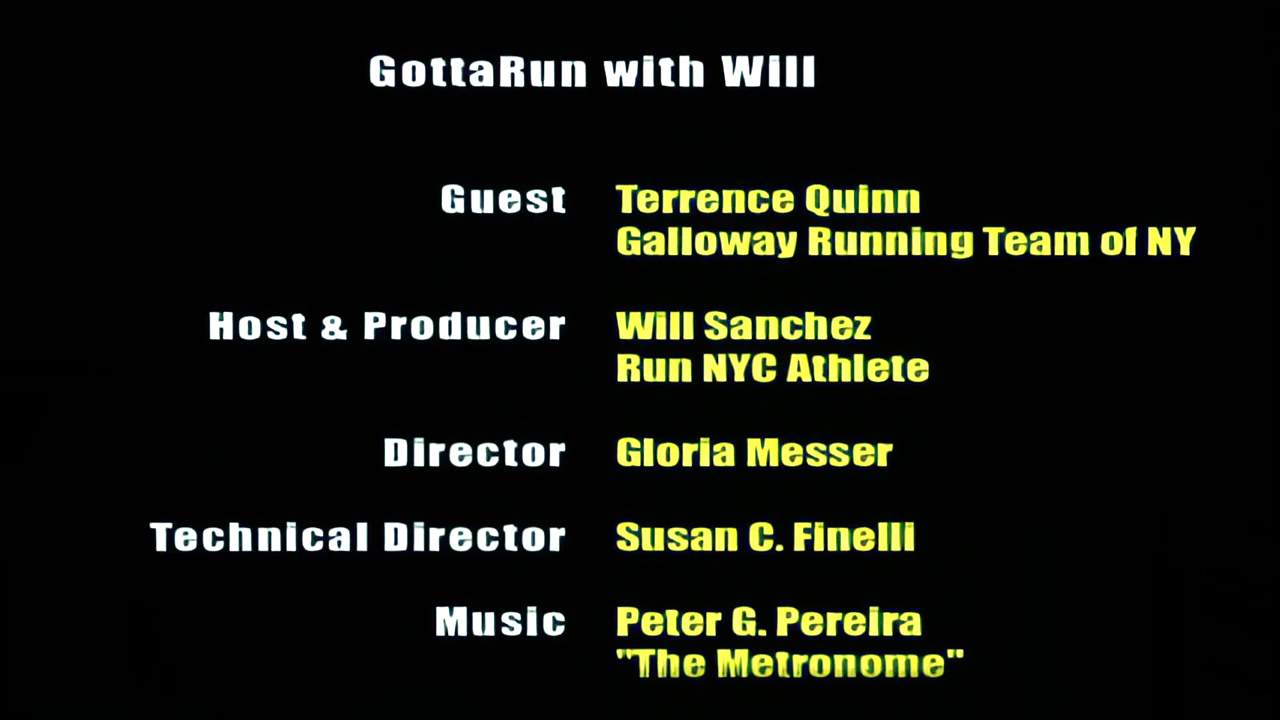 GottaRun with Will
Guest Terrence Quinn
Galloway Running Team of NY
Host & Producer Will Sanchez
Run NYC Athlete
Director Gloria Messer
Technical Director Susan C. Finelli
Music Peter G. Pereira
"The Metronome"